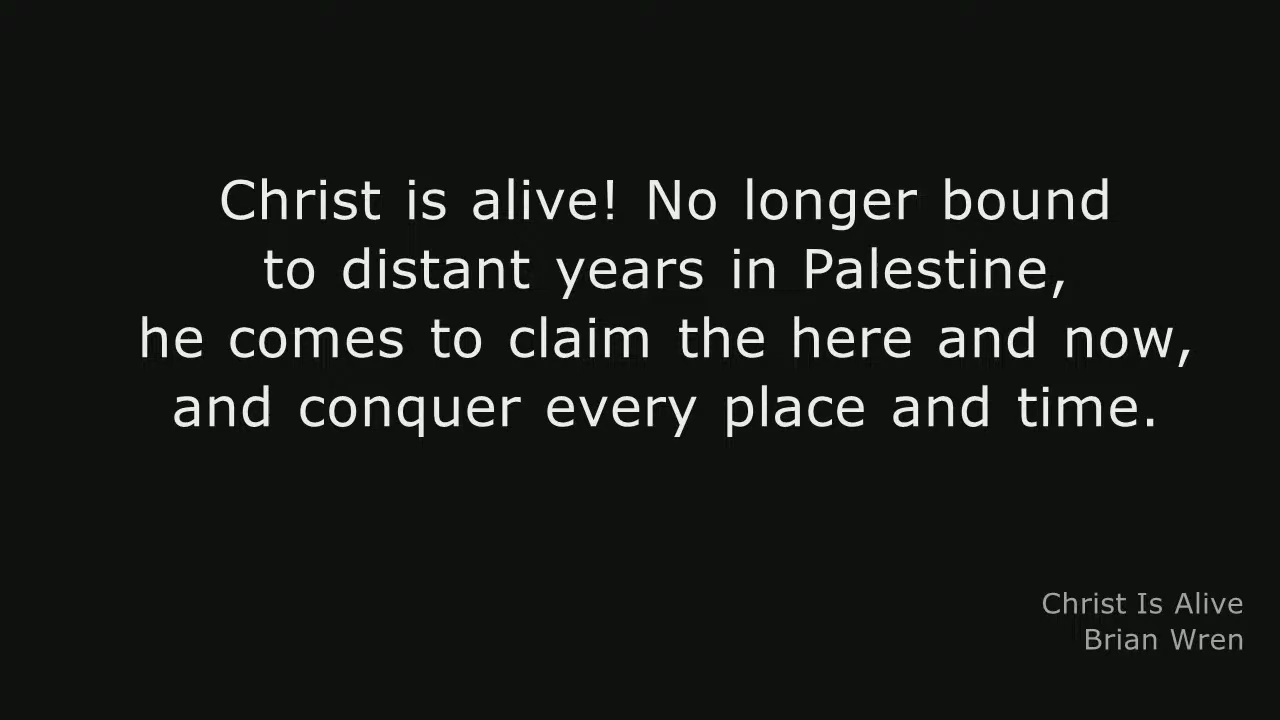 Christ is alive! No longer bound
to distant years in Palestine,
he comes to claim the here and now,
and conquer every place and time.
Christ Is Alive
Brian Wren